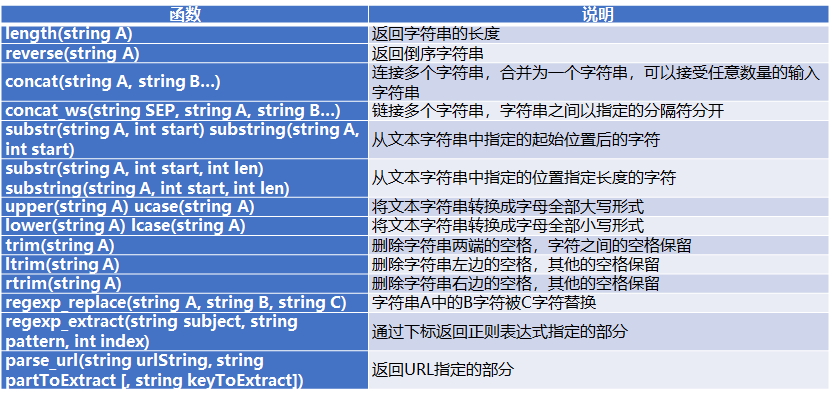 函数 说明
length(string A) 返回字符串的长度
reverse(string A) 返回倒序字符串
concat(string A, string B...) 连接多个字符串，合并为一个字符串，可以接受任意数量的输入
字符串
concat_ws(string SEP, string A, string B...) 链接多个字符串，字符串之间以指定的分隔符分开
substr(string A, int start) substring(string A,
int start) 从文本字符串中指定的起始位置后的字符
substr(string A, int start, int len)
substring(string A, int start, int len) 从文本字符串中指定的位置指定长度的字符
upper(string A) ucase(string A) 将文本字符串转换成字母全部大写形式
lower(string A) lcase(string A) 将文本字符串转换成字母全部小写形式
trim(string A) 删除字符串两端的空格，字符之间的空格保留
ltrim(string A) 删除字符串左边的空格，其他的空格保留
rtrim(string A) 删除字符串右边的空格，其他的空格保留
regexp_replace(string A, string B, string C) 字符串A中的B字符被C字符替换
regexp_extract(string subject, string
pattern, int index) 通过下标返回正则表达式指定的部分
parse_url(string urlString, string
partToExtract [, string keyToExtract]) 返回URL指定的部分